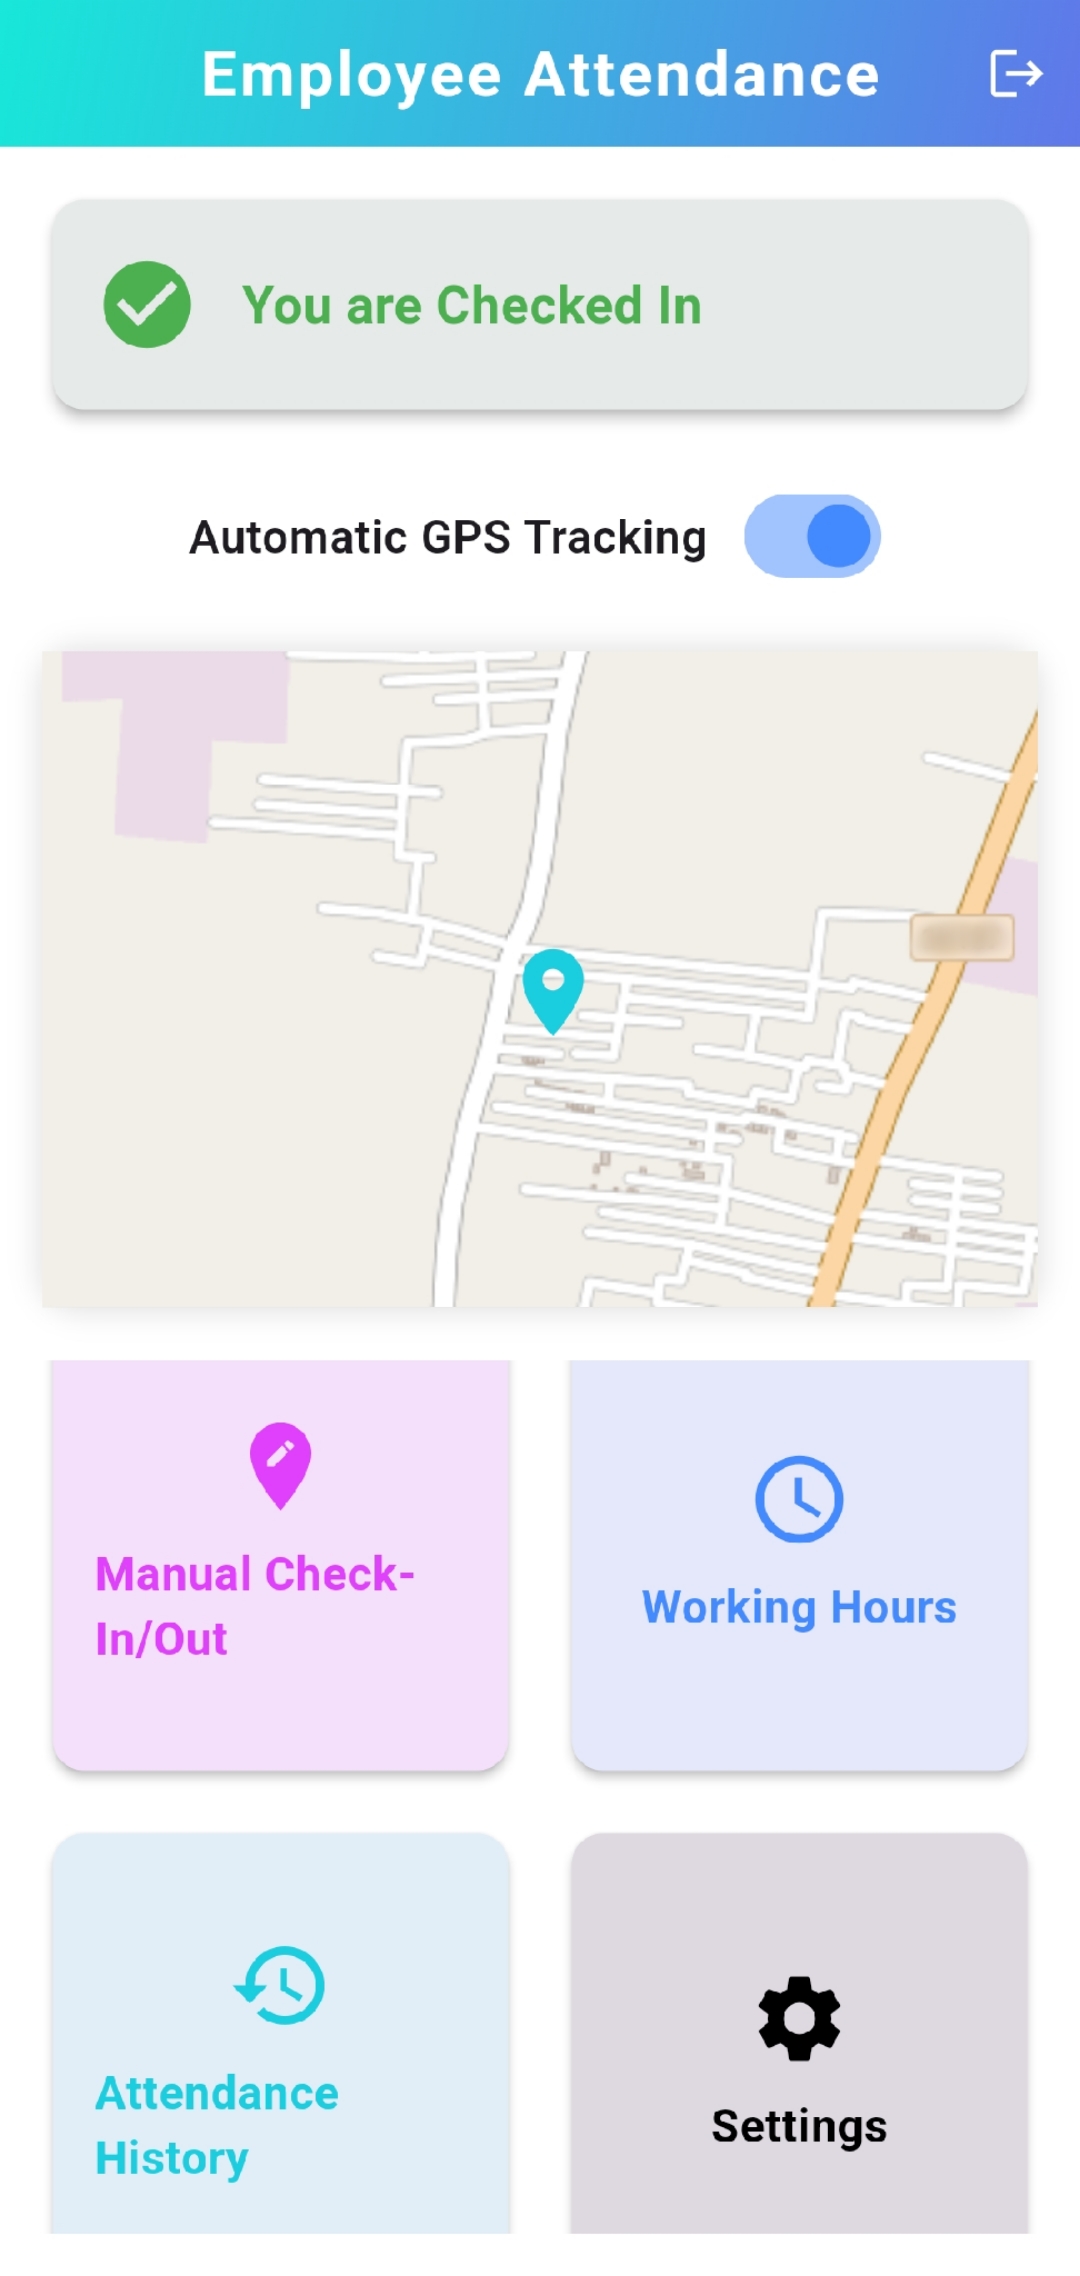 Employee Attendance
You are Checked In
Automatic GPS Tracking
Manual Check-
In/Out
Working Hours
Attendance
History
Settings